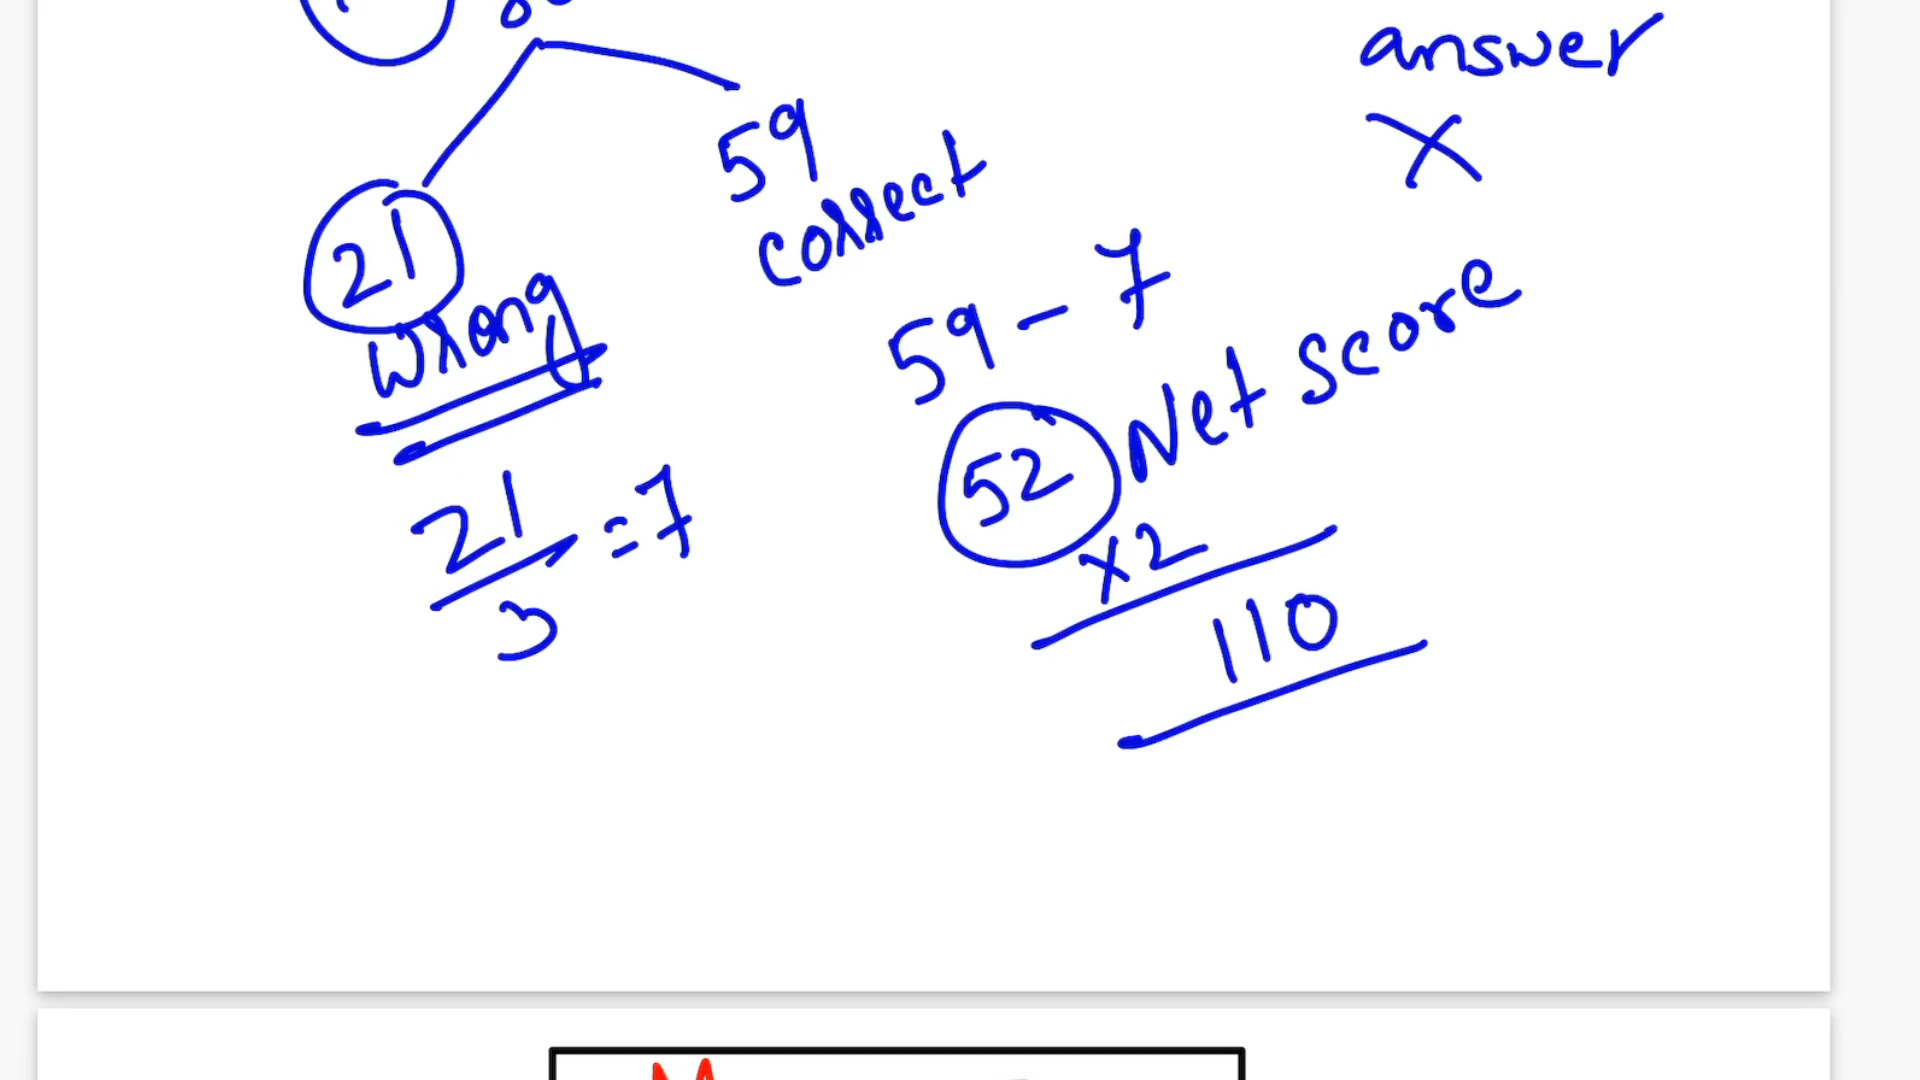 answer
X
59
correct
21
wrong
59 - 7
52 Net score
x2
110
21
3
=7